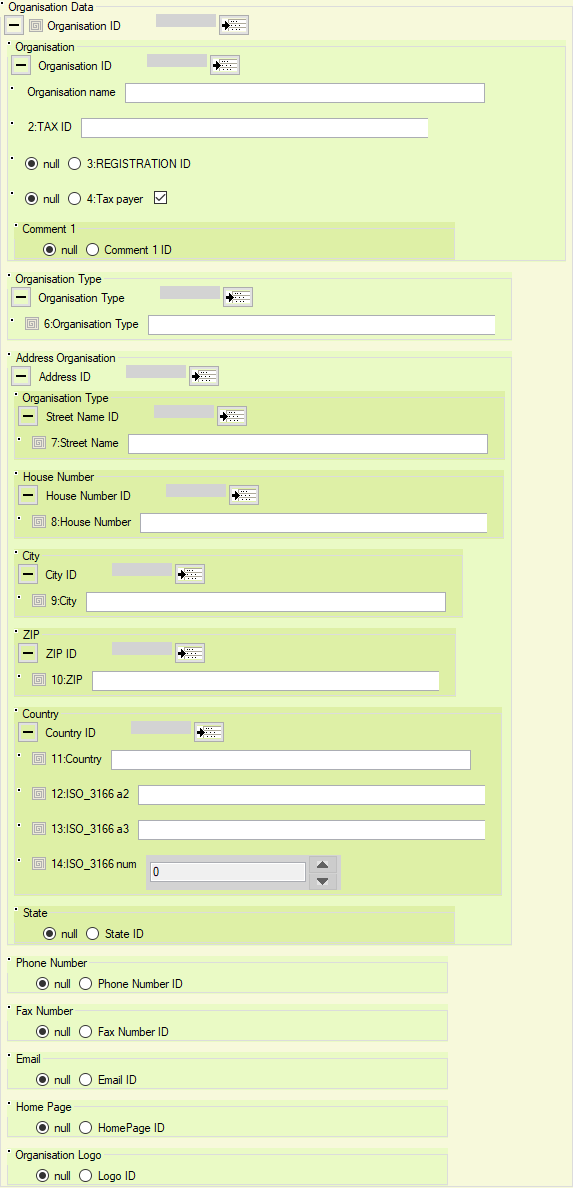 Organisation Data
Organisation ID
Organisation
Organisation ID
Organisation name
2:TAX ID
null 3:REGISTRATION ID
null 4:Tax payer
Comment 1
null Comment 1 ID
Organisation Type
Organisation Type
6:Organisation Type
Address Organisation
Address ID
Organisation Type
Street Name ID
7:Street Name
House Number
House Number ID
8:House Number
City
City ID
9:City
ZIP
ZIP ID
10:ZIP
Country
Country ID
11:Country
12:ISO_3166 a2
13:ISO_3166 a3
14:ISO_3166 num 0
State
null State ID
Phone Number
null Phone Number ID
Fax Number
null Fax Number ID
Email
null Email ID
Home Page
null HomePage ID
Organisation Logo
null Logo ID